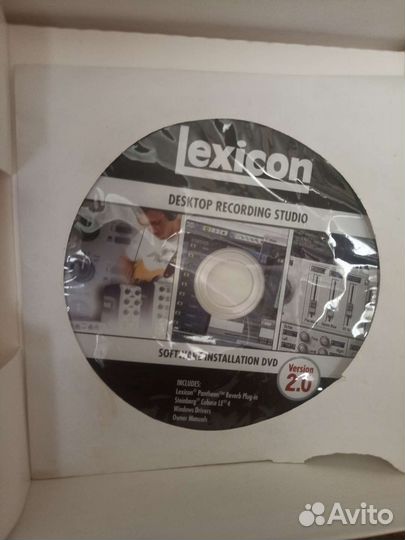 Lexicon
DESKTOP RECORDING STUDIO
SOFTWARE INSTALLATION DVD
Version
2.0
INCLUDES:
Lexicon® Pantheon™ Reverb Plug-in
Steinberg® Cubase LE® 4
Windows Drivers
Owner Manuals
Avito